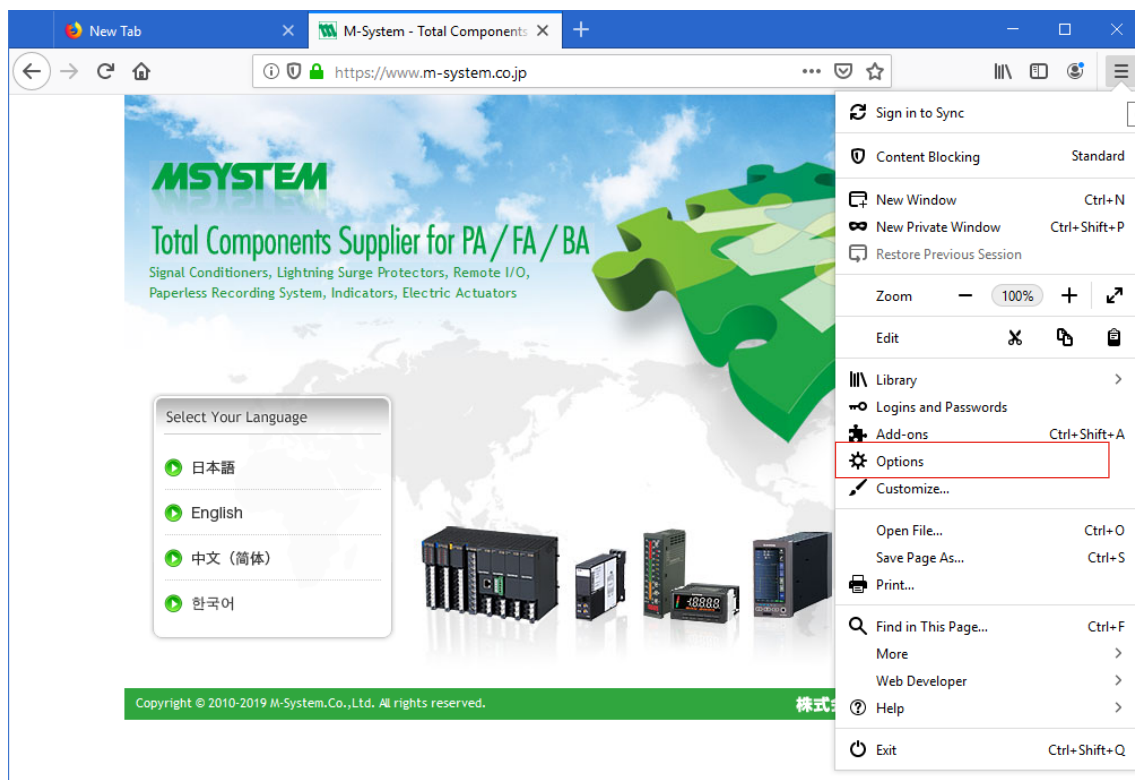 New Tab
M-System - Total Components
https://www.m-system.co.jp
MSYSTEM
Total Components Supplier for PA / FA / BA
Signal Conditioners, Lightning Surge Protectors, Remote I/O,
Paperless Recording System, Indicators, Electric Actuators
Select Your Language
日本語
English
中文（简体）
한국어
Copyright © 2010-2019 M-System.Co.,Ltd. All rights reserved.
株式
Sign in to Sync
Content Blocking Standard
New Window Ctrl+N
New Private Window Ctrl+Shift+P
Restore Previous Session
Zoom 100%
Edit
Library
Logins and Passwords
Add-ons Ctrl+Shift+A
Options
Customize...
Open File... Ctrl+O
Save Page As... Ctrl+S
Print...
Find in This Page... Ctrl+F
More
Web Developer
Help
Exit Ctrl+Shift+Q